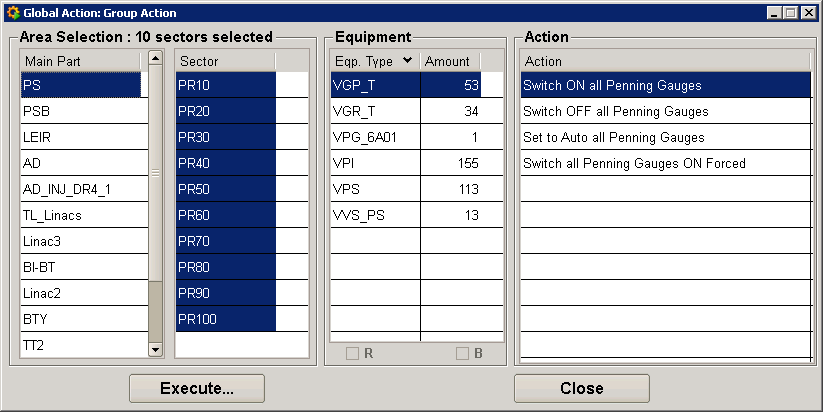 Global Action: Group Action
Area Selection : 10 sectors selected
Main Part
PS
PSB
LEIR
AD
AD_INJ_DR4_1
TL_Linacs
Linac3
BI-BT
Linac2
BTY
TT2
Sector
PR10
PR20
PR30
PR40
PR50
PR60
PR70
PR80
PR90
PR100
Equipment
Eqp. Type Amount
VGP_T 53
VGR_T 34
VPG_6A01 1
VPI 155
VPS 113
VVS_PS 13
R B
Action
Action
Switch ON all Penning Gauges
Switch OFF all Penning Gauges
Set to Auto all Penning Gauges
Switch all Penning Gauges ON Forced
Execute... Close